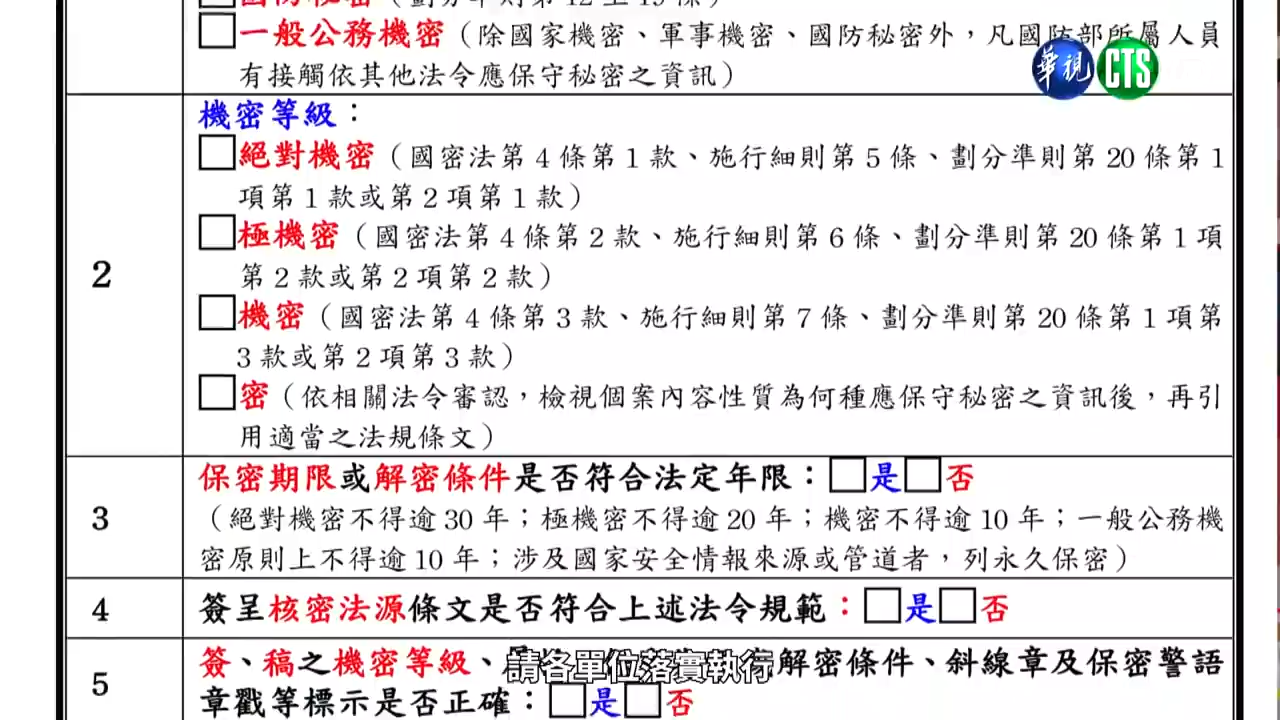 一般公務機密（除國家機密、軍事機密、國防秘密外，凡國防部所屬人員
有接觸依其他法令應保守秘密之資訊）
華視 CTS
2
機密等級：
絕對機密（國密法第 4 條第 1 款、施行細則第 5 條、劃分準則第 20 條第 1
項第 1 款或第 2 項第 1 款）
極機密（國密法第 4 條第 2 款、施行細則第 6 條、劃分準則第 20 條第 1 項
第 2 款或第 2 項第 2 款）
機密（國密法第 4 條第 3 款、施行細則第 7 條、劃分準則第 20 條第 1 項第
3 款或第 2 項第 3 款）
密（依相關法令審認，檢視個案內容性質為何種應保守秘密之資訊後，再引
用適當之法規條文）
3
保密期限或解密條件是否符合法定年限：□是□否
（絕對機密不得逾 30 年；極機密不得逾 20 年；機密不得逾 10 年；一般公務機
密原則上不得逾 10 年；涉及國家安全情報來源或管道者，列永久保密）
4
簽呈核密法源條文是否符合上述法令規範：□是□否
5
簽、稿之機密等級、解密條件、斜線章及保密警語
章戳等標示是否正確：□是□否
請各單位落實執行